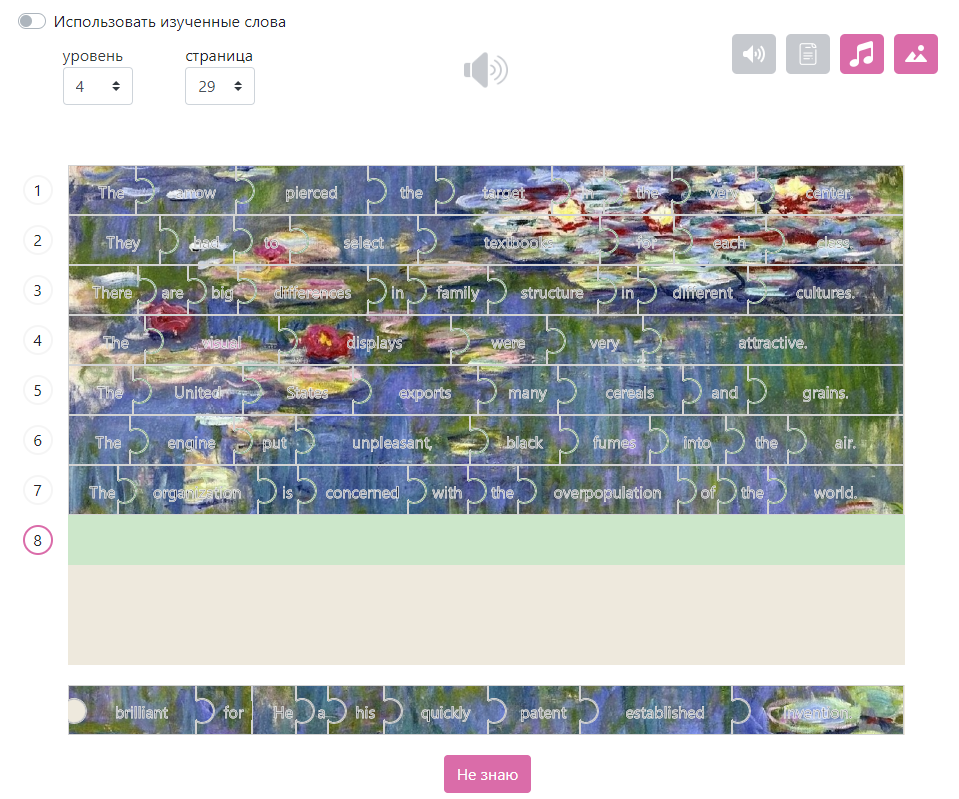 Использовать изученные слова
уровень страница
4 29
1 The arrow pierced the target in the very center.
2 They had to select textbooks for each class.
3 There are big differences in family structure in different cultures.
4 The visual displays were very attractive.
5 The United States exports many cereals and grains.
6 The engine put unpleasant, black fumes into the air.
7 The organization is concerned with the overpopulation of the world.
8
brilliant for He a his quickly patent established invention.
Не знаю